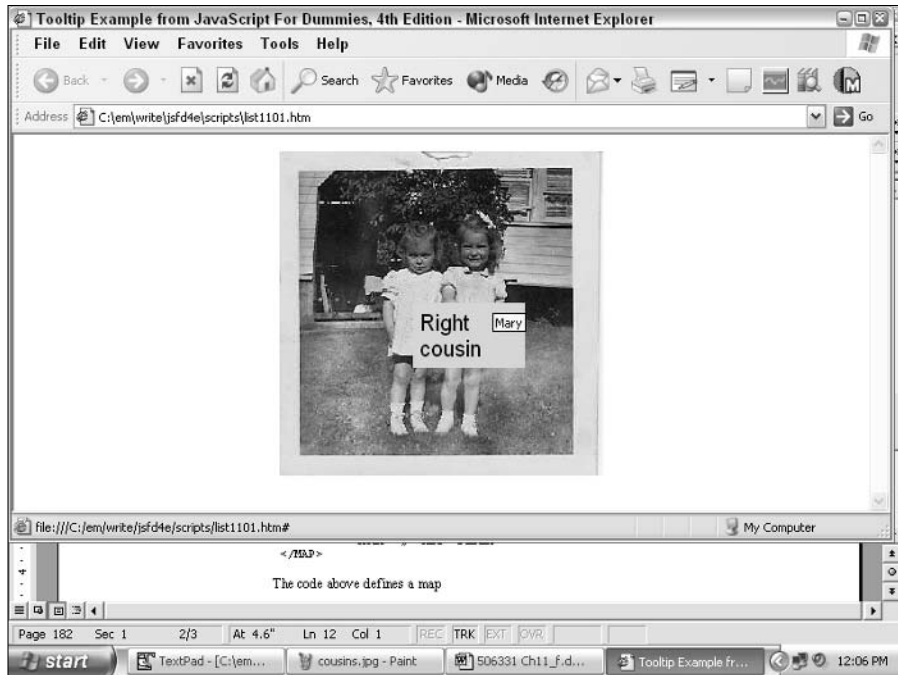 Tooltip Example from JavaScript For Dummies, 4th Edition - Microsoft Internet Explorer
File Edit View Favorites Tools Help
Back Search Favorites Media
Address C:\em\write\jsfd4e\scripts\list1101.htm Go
Right Mary
cousin
file:///C:/em/write/jsfd4e/scripts/list1101.htm# My Computer
</MAP>
The code above defines a map
Page 182 Sec 1 2/3 At 4.6" Ln 12 Col 1 REC TRK EXT OVR
start TextPad - [C:\em... cousins.jpg - Paint 506331 Ch11_f.d... Tooltip Example fr... 12:06 PM